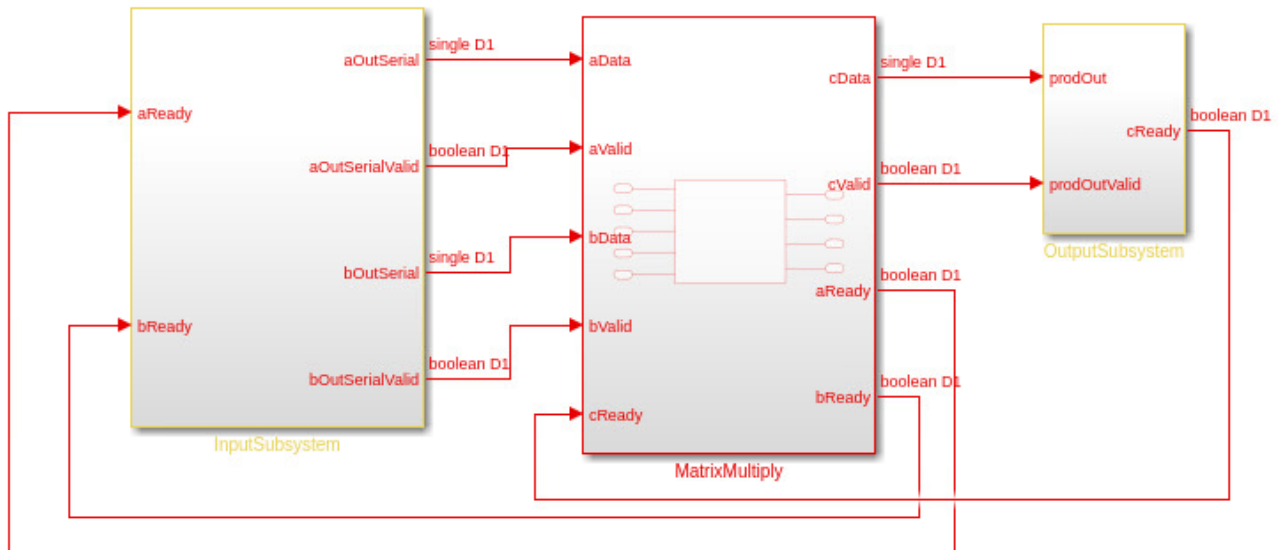 aReady
bReady
aOutSerial
aOutSerialValid
bOutSerial
bOutSerialValid
InputSubsystem
single D1
boolean D1
single D1
boolean D1
aData
aValid
bData
bValid
cReady
cData
cValid
aReady
bReady
MatrixMultiply
single D1
boolean D1
boolean D1
boolean D1
prodOut
prodOutValid
cReady
OutputSubsystem
boolean D1